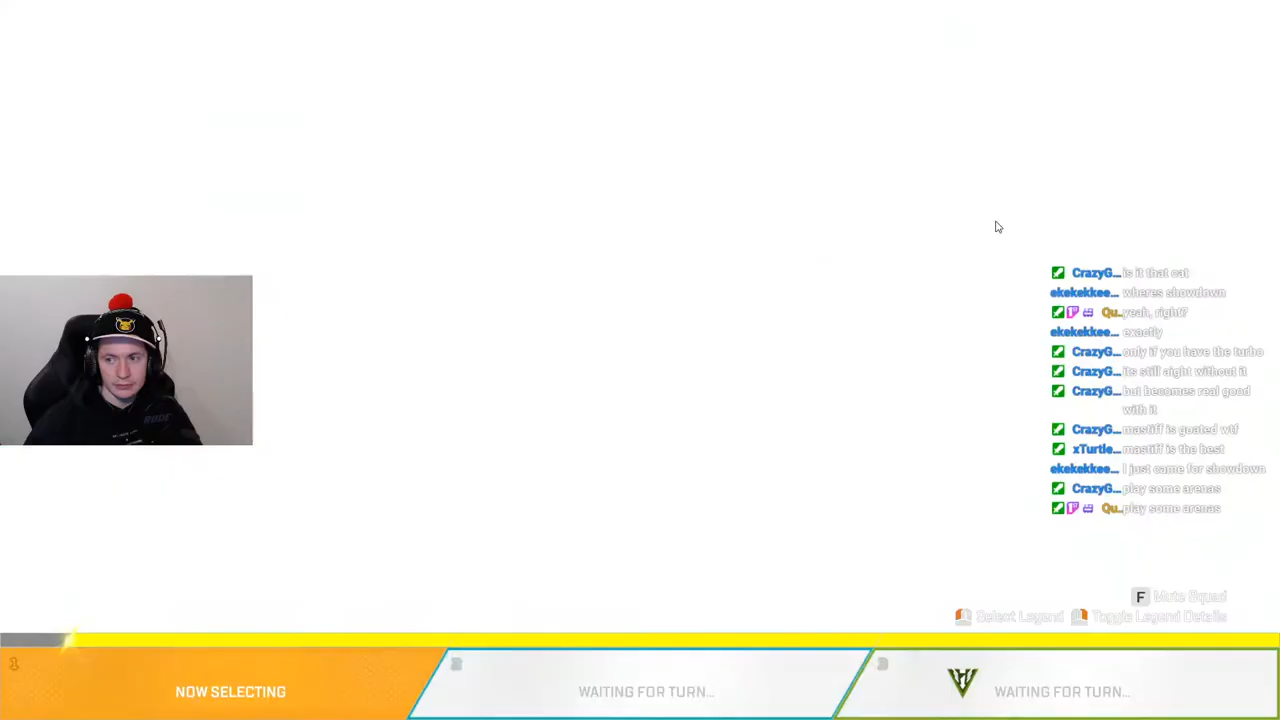 CrazyG... is it that cat
ekekekkee... wheres showdown
Qu.. yeah, right?
ekekekkee... exactly
CrazyG... only if you have the turbo
CrazyG... its still aight without it
CrazyG... but becomes real good
with it
CrazyG... mastiff is goated wtf
xTurtle... mastiff is the best
ekekekkee... I just came for showdown
CrazyG... play some arenas
Qu.. play some arenas
F Mute Squad
Select Legend Toggle Legend Details
1 2 3
NOW SELECTING WAITING FOR TURN... WAITING FOR TURN...